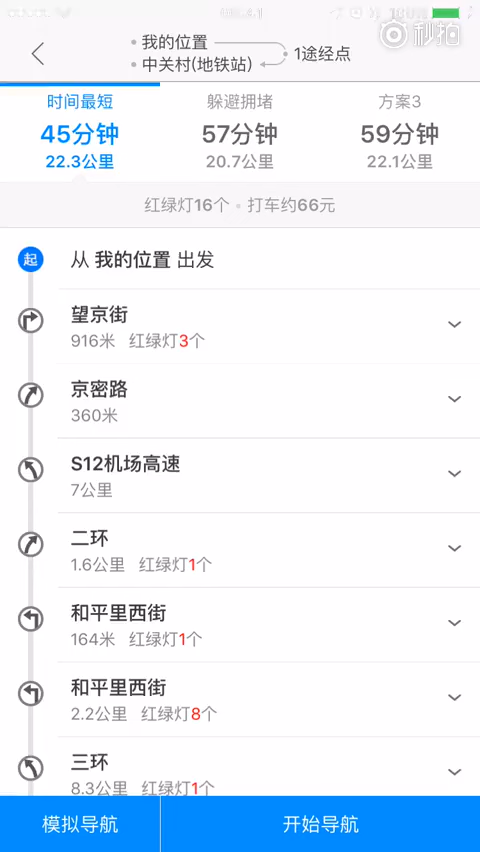 秒拍
我的位置
中关村(地铁站)
1途经点
时间最短
45分钟
22.3公里
躲避拥堵
57分钟
20.7公里
方案3
59分钟
22.1公里
红绿灯16个 打车约66元
起 从 我的位置 出发
望京街
916米 红绿灯3个
京密路
360米
S12机场高速
7公里
二环
1.6公里 红绿灯1个
和平里西街
164米 红绿灯1个
和平里西街
2.2公里 红绿灯8个
三环
8.3公里 红绿灯1个
模拟导航
开始导航